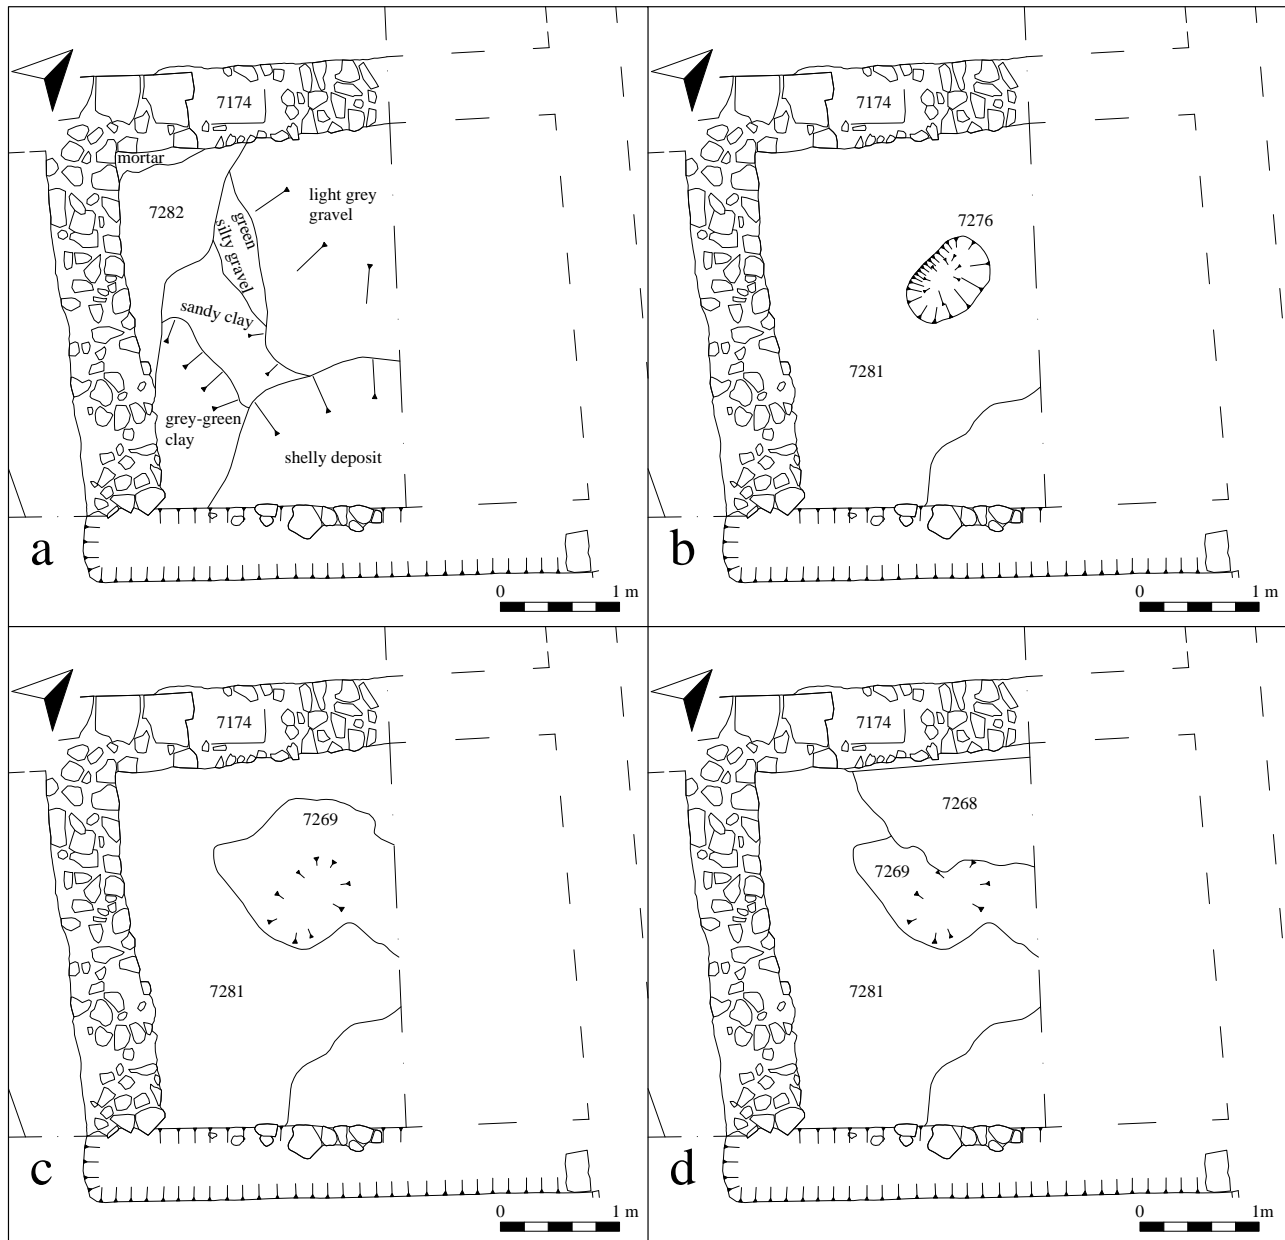 7174
mortar
7282
green
silty gravel
light grey
gravel
sandy clay
grey-green
clay
shelly deposit
a
0 1 m
7174
7276
7281
b
0 1 m
7174
7269
7281
c
0 1 m
7174
7268
7269
7281
d
0 1m